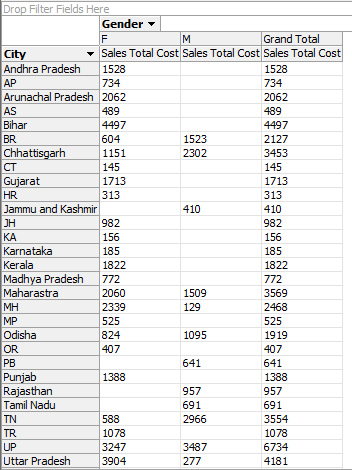 Drop Filter Fields Here
Gender
F M Grand Total
City Sales Total Cost Sales Total Cost Sales Total Cost
Andhra Pradesh 1528 1528
AP 734 734
Arunachal Pradesh 2062 2062
AS 489 489
Bihar 4497 4497
BR 604 1523 2127
Chhattisgarh 1151 2302 3453
CT 145 145
Gujarat 1713 1713
HR 313 313
Jammu and Kashmir 410 410
JH 982 982
KA 156 156
Karnataka 185 185
Kerala 1822 1822
Madhya Pradesh 772 772
Maharastra 2060 1509 3569
MH 2339 129 2468
MP 525 525
Odisha 824 1095 1919
OR 407 407
PB 641 641
Punjab 1388 1388
Rajasthan 957 957
Tamil Nadu 691 691
TN 588 2966 3554
TR 1078 1078
UP 3247 3487 6734
Uttar Pradesh 3904 277 4181